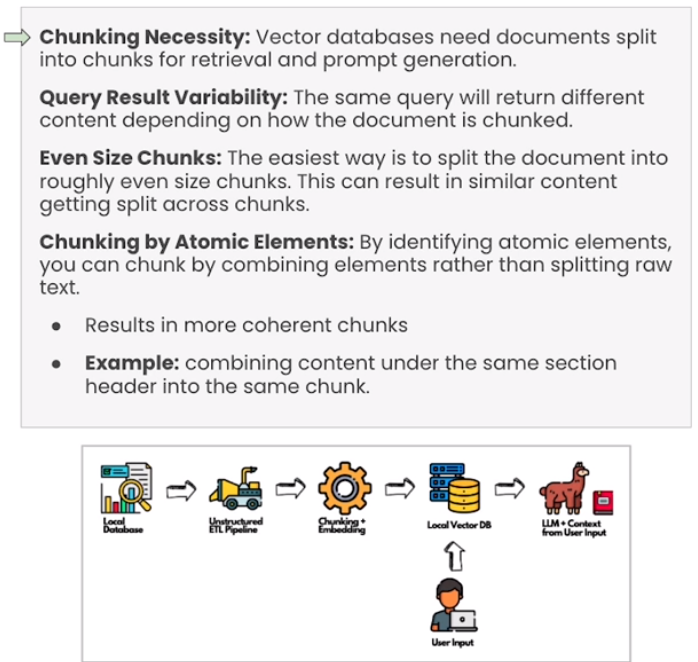 Chunking Necessity: Vector databases need documents split
into chunks for retrieval and prompt generation.
Query Result Variability: The same query will return different
content depending on how the document is chunked.
Even Size Chunks: The easiest way is to split the document into
roughly even size chunks. This can result in similar content
getting split across chunks.
Chunking by Atomic Elements: By identifying atomic elements,
you can chunk by combining elements rather than splitting raw
text.
• Results in more coherent chunks
• Example: combining content under the same section
header into the same chunk.
Local
Database
Unstructured
ETL Pipeline
Chunking +
Embedding
Local Vector DB
LLM + Context
from User Input
User Input